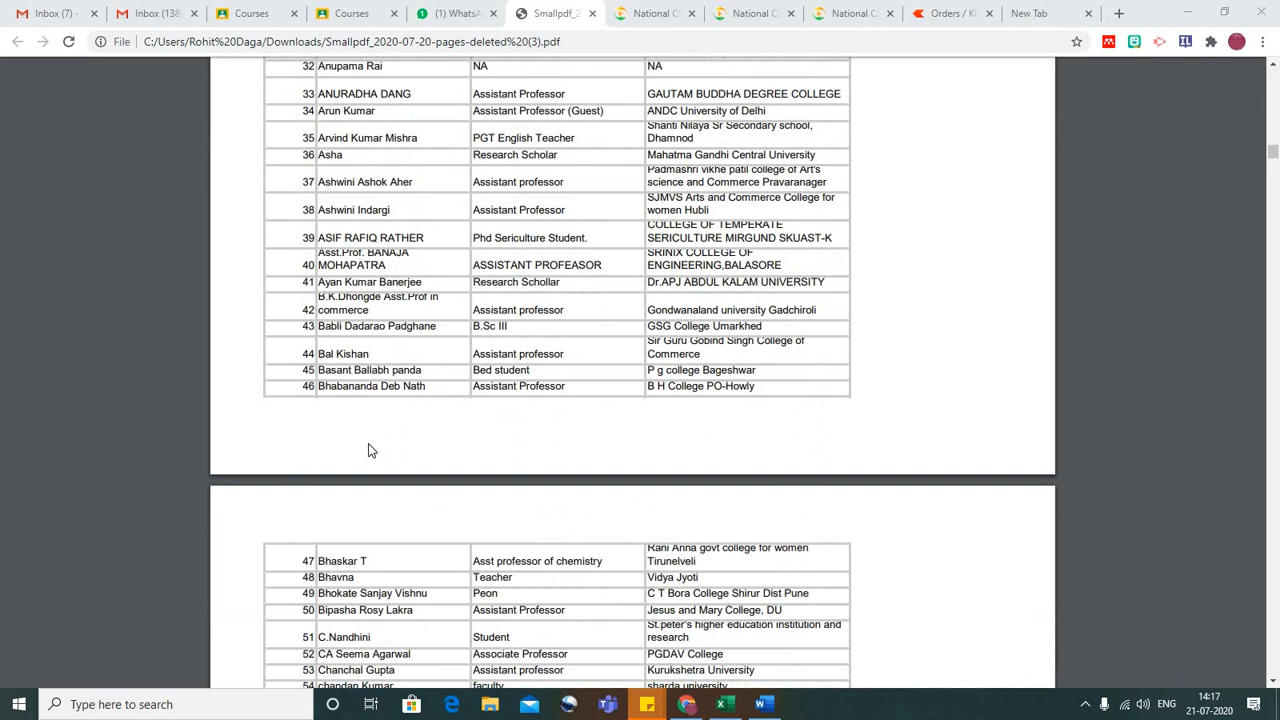 Inbox (7) -
Inbox (138)
Courses
Courses
(1) WhatsA
Smallpdf_2
National C
National C
National C
Orders / Ki
New Tab
File
C:/Users/Rohit%20Daga/Downloads/Smallpdf_2020-07-20-pages-deleted%20(3).pdf
32 Anupama Rai NA NA
33 ANURADHA DANG Assistant Professor GAUTAM BUDDHA DEGREE COLLEGE
34 Arun Kumar Assistant Professor (Guest) ANDC University of Delhi
Shanti Nilaya Sr Secondary school,
35 Arvind Kumar Mishra PGT English Teacher Dhamnod
36 Asha Research Scholar Mahatma Gandhi Central University
Padmashri vikhe patil college of Art's
37 Ashwini Ashok Aher Assistant professor science and Commerce Pravaranager
SJMVS Arts and Commerce College for
38 Ashwini Indargi Assistant Professor women Hubli
COLLEGE OF TEMPERATE
39 ASIF RAFIQ RATHER Phd Sericulture Student. SERICULTURE MIRGUND SKUAST-K
Asst.Prof. BANAJA SRINIX COLLEGE OF
40 MOHAPATRA ASSISTANT PROFEASOR ENGINEERING,BALASORE
41 Ayan Kumar Banerjee Research Schollar Dr.APJ ABDUL KALAM UNIVERSITY
B.K.Dhongde Asst.Prof in
42 commerce Assistant professor Gondwanaland university Gadchiroli
43 Babli Dadarao Padghane B.Sc III GSG College Umarkhed
Sir Guru Gobind Singh College of
44 Bal Kishan Assistant professor Commerce
45 Basant Ballabh panda Bed student P g college Bageshwar
46 Bhabananda Deb Nath Assistant Professor B H College PO-Howly
Rani Anna govt college for women
47 Bhaskar T Asst professor of chemistry Tirunelveli
48 Bhavna Teacher Vidya Jyoti
49 Bhokate Sanjay Vishnu Peon C T Bora College Shirur Dist Pune
50 Bipasha Rosy Lakra Assistant Professor Jesus and Mary College, DU
St.peter's higher education institution and
51 C.Nandhini Student research
52 CA Seema Agarwal Associate Professor PGDAV College
53 Chanchal Gupta Assistant professor Kurukshetra University
54 chandan Kumar faculty sharda university
Type here to search
ENG
14:17
21-07-2020